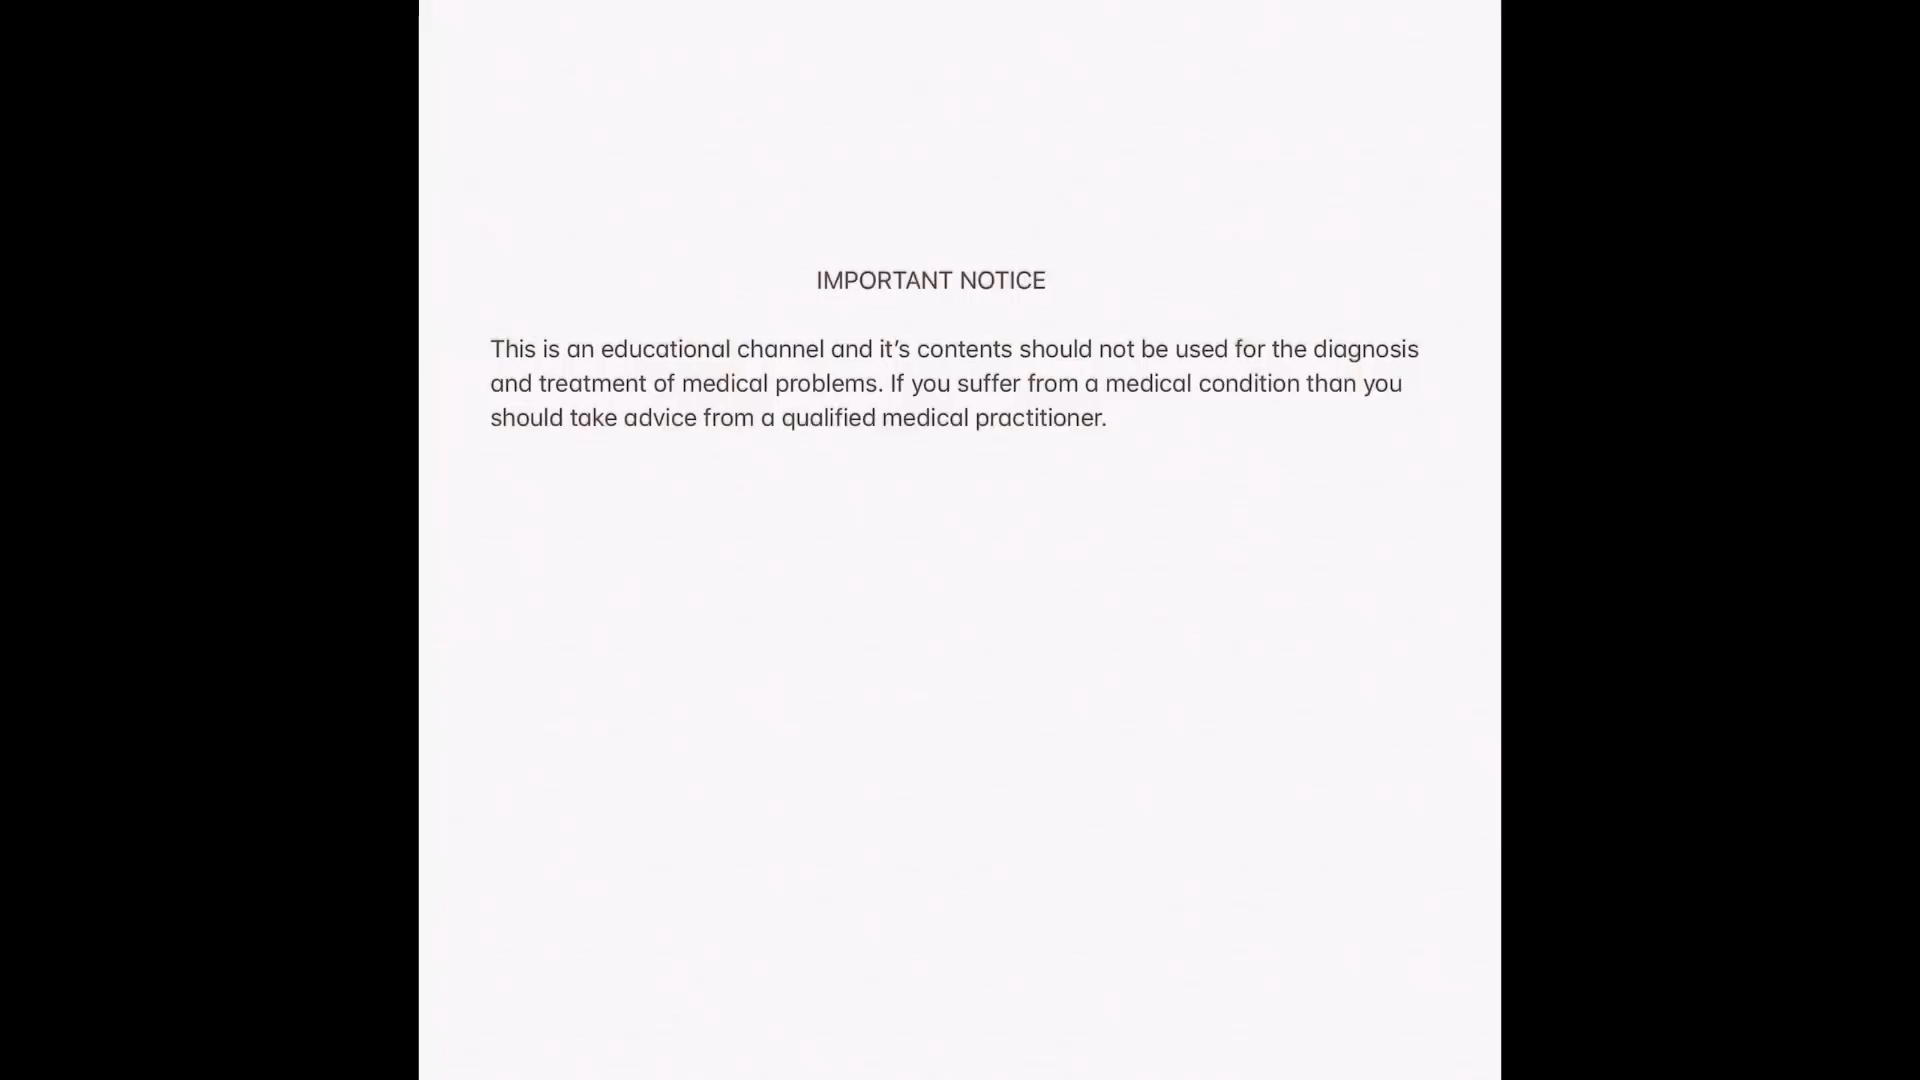 IMPORTANT NOTICE
This is an educational channel and it’s contents should not be used for the diagnosis
and treatment of medical problems. If you suffer from a medical condition than you
should take advice from a qualified medical practitioner.